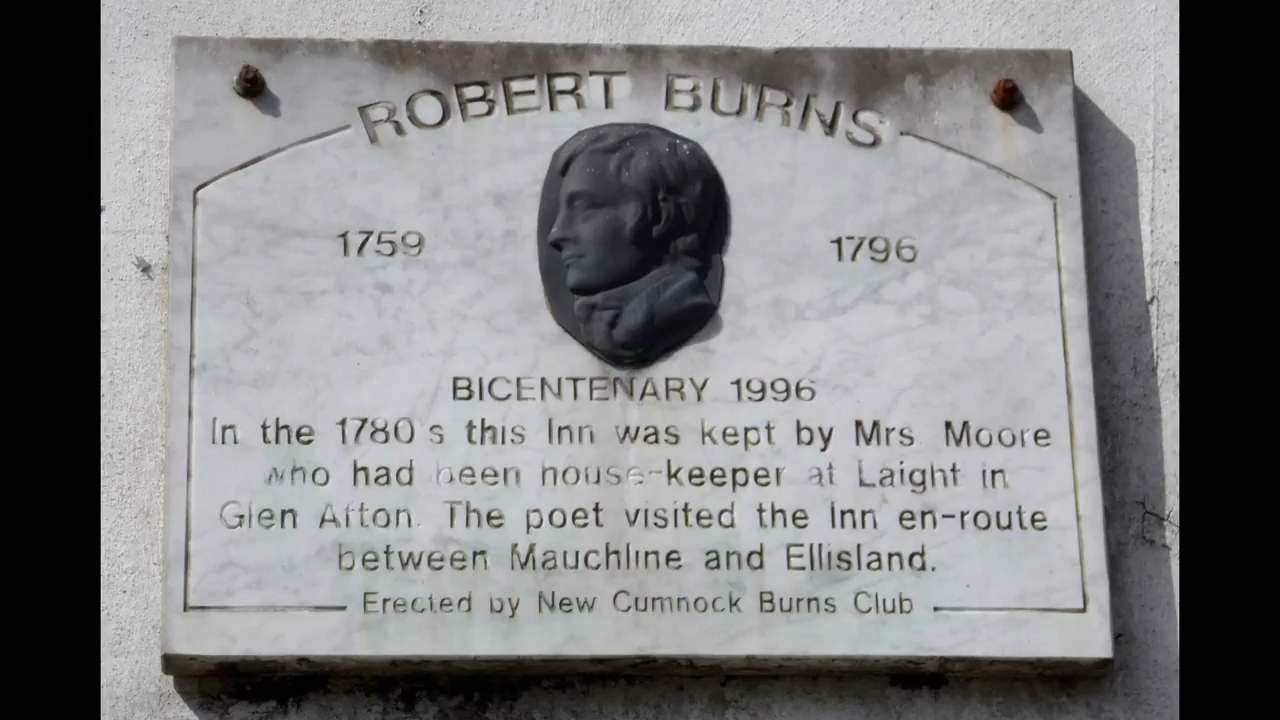 ROBERT BURNS
1759 1796
BICENTENARY 1996
In the 1780's this Inn was kept by Mrs Moore
who had been house-keeper at Laight in
Glen Afton. The poet visited the Inn en-route
between Mauchline and Ellisland.
Erected by New Cumnock Burns Club